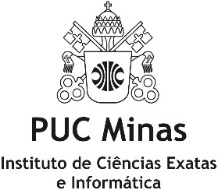 PUC Minas
Instituto de Ciências Exatas
e Informática